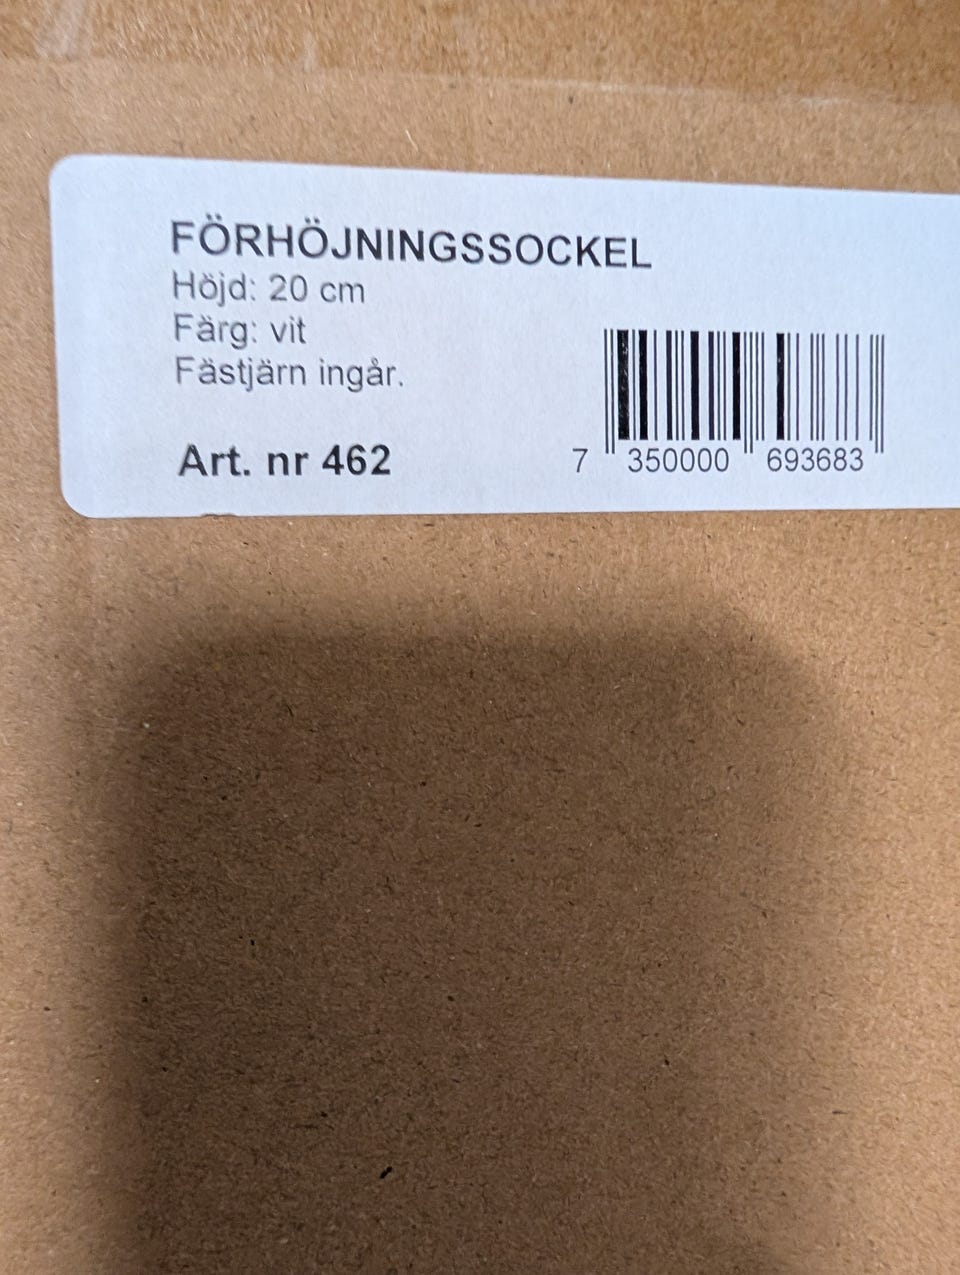 FÖRHÖJNINGSSOCKEL
Höjd: 20 cm
Färg: vit
Fästjärn ingår.
Art. nr 462
7 350000 693683